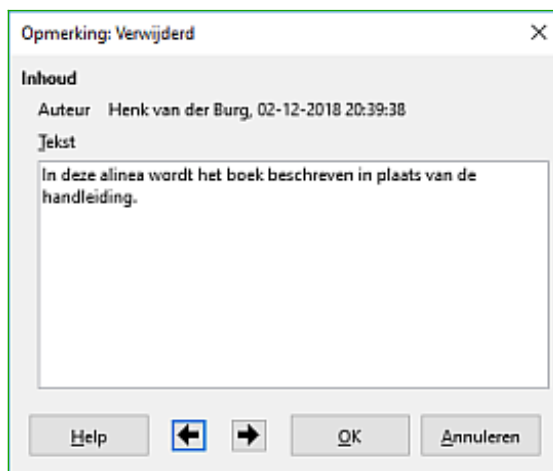 Opmerking: Verwijderd
Inhoud
Auteur Henk van der Burg, 02-12-2018 20:39:38
Tekst
In deze alinea wordt het boek beschreven in plaats van de
handleiding.
Help OK Annuleren